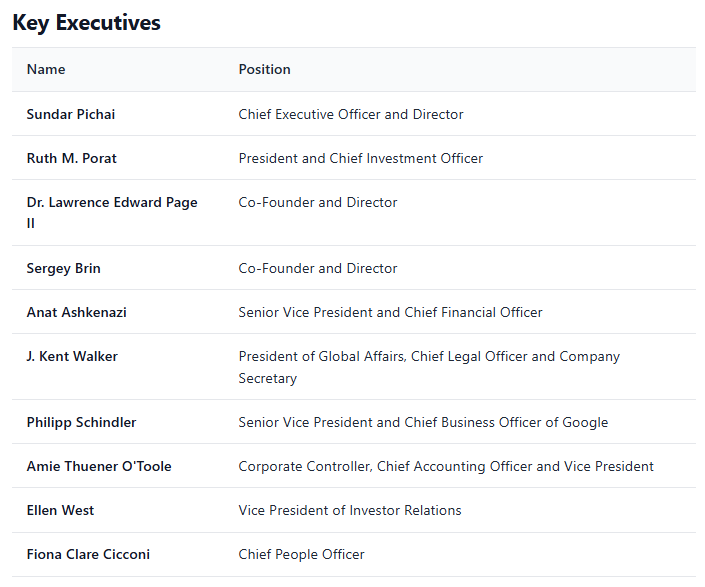 Key Executives
Name Position
Sundar Pichai Chief Executive Officer and Director
Ruth M. Porat President and Chief Investment Officer
Dr. Lawrence Edward Page Co-Founder and Director
II
Sergey Brin Co-Founder and Director
Anat Ashkenazi Senior Vice President and Chief Financial Officer
J. Kent Walker President of Global Affairs, Chief Legal Officer and Company
Secretary
Philipp Schindler Senior Vice President and Chief Business Officer of Google
Amie Thuener O'Toole Corporate Controller, Chief Accounting Officer and Vice President
Ellen West Vice President of Investor Relations
Fiona Clare Cicconi Chief People Officer